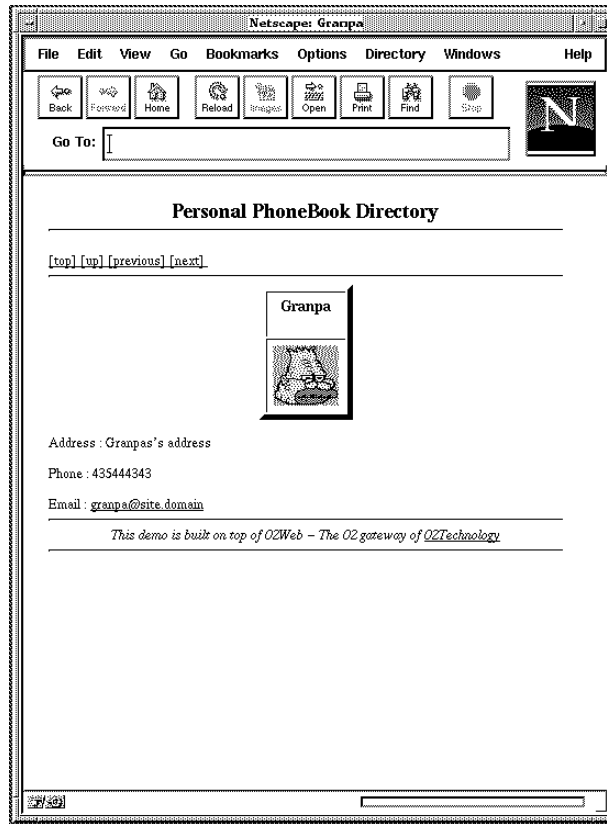 Netscape: Granpa
File Edit View Go Bookmarks Options Directory Windows Help
Back Forward Home Reload Images Open Print Find Stop
N
Go To:
Personal PhoneBook Directory
[top] [up] [previous] [next]
Granpa
Address : Granpas's address
Phone : 435444343
Email : granpa@site.domain
This demo is built on top of O2Web – The O2 gateway of O2Technology